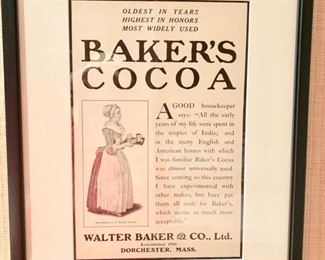 OLDEST IN YEARS
HIGHEST IN HONORS
MOST WIDELY USED
BAKER'S
COCOA
A GOOD housekeeper
says: "All the early
years of my life were spent
in the tropics of India; and
in the many English and
American homes with which
I was familiar Baker's Cocoa
was almost universally used.
Since coming to this country
I have experimented with
other makes, but have put
them all aside for Baker's,
which seems so much more
acceptable."
WALTER BAKER & CO., Ltd.
Established 1780
DORCHESTER, MASS.